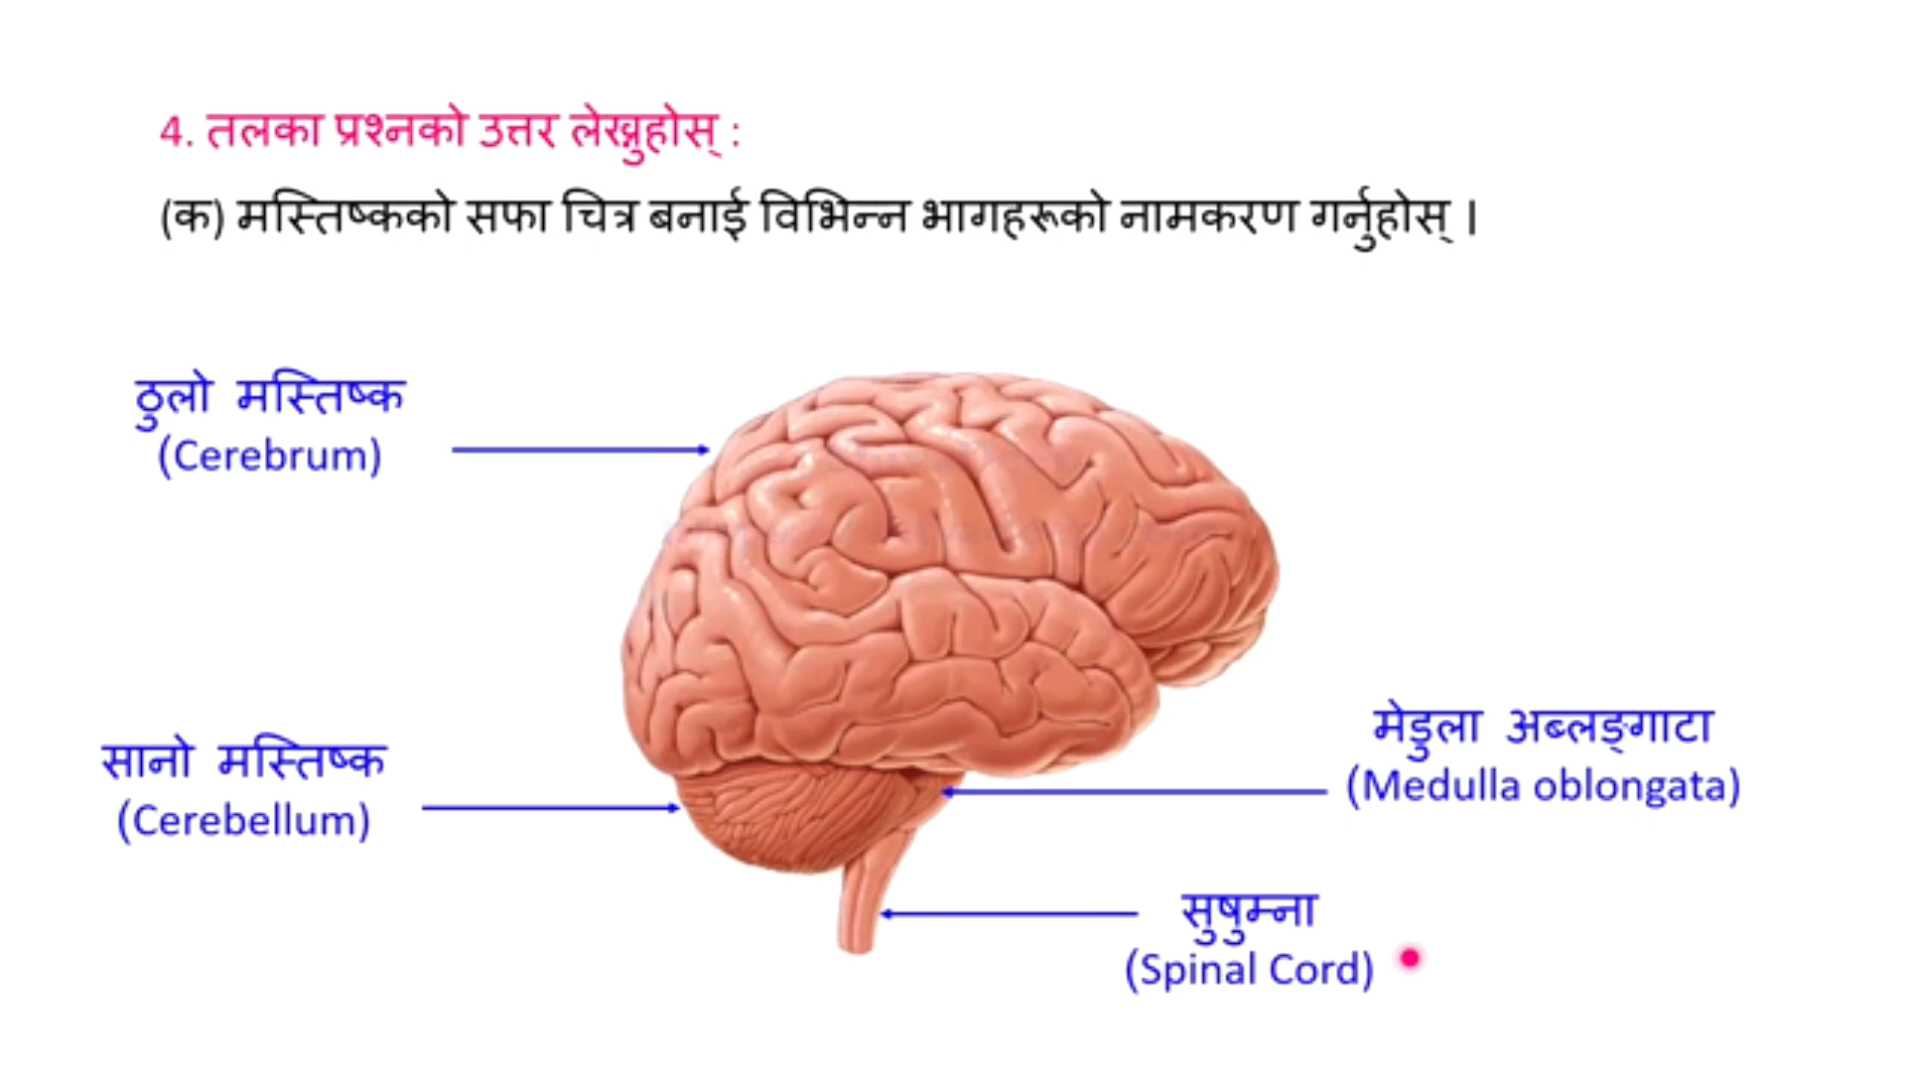 4. तलका प्रश्नको उत्तर लेख्नुहोस् :
(क) मस्तिष्कको सफा चित्र बनाई विभिन्न भागहरूको नामकरण गर्नुहोस् ।
ठुलो मस्तिष्क
(Cerebrum)
सानो मस्तिष्क
(Cerebellum)
मेडुला अब्लङ्गाटा
(Medulla oblongata)
सुषुम्ना
(Spinal Cord)